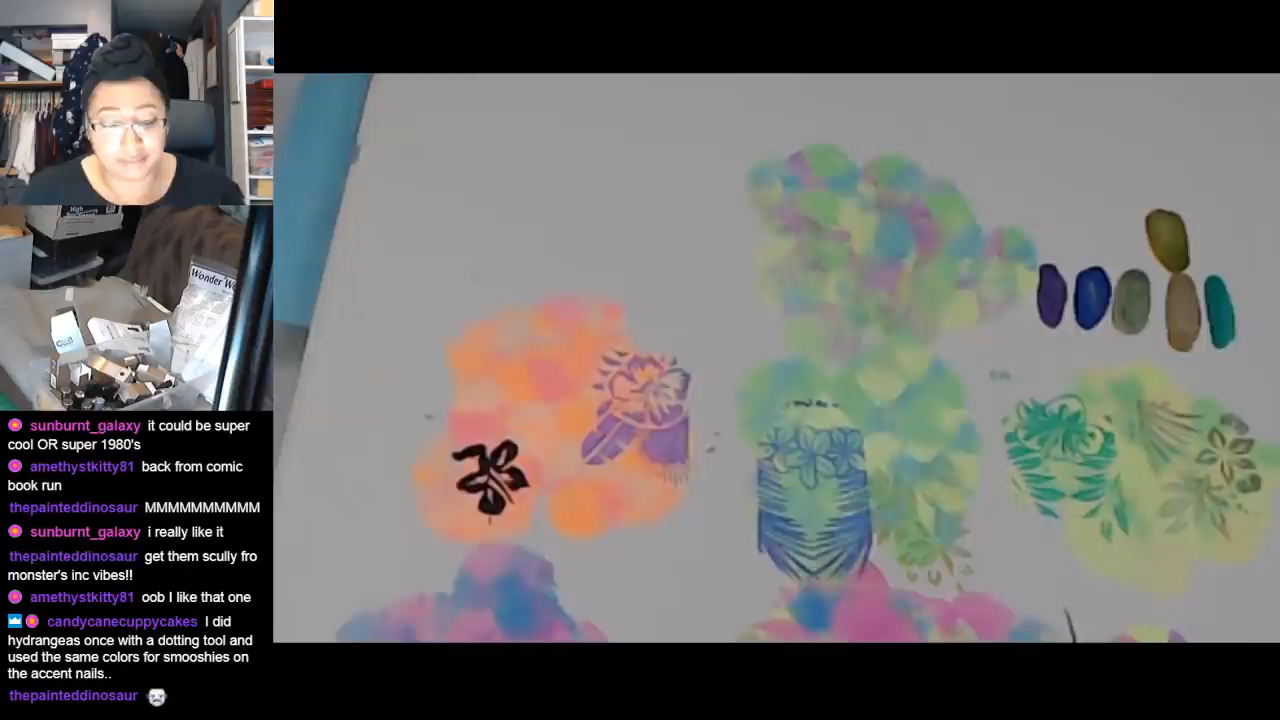 Wonder We
sunburnt_galaxy it could be super
cool OR super 1980's
amethystkitty81 back from comic
book run
thepainteddinosaur MMMMMMMMMM
sunburnt_galaxy i really like it
thepainteddinosaur get them scully fro
monster's inc vibes!!
amethystkitty81 oob I like that one
candycanecuppycakes I did
hydrangeas once with a dotting tool and
used the same colors for smooshies on
the accent nails..
thepainteddinosaur